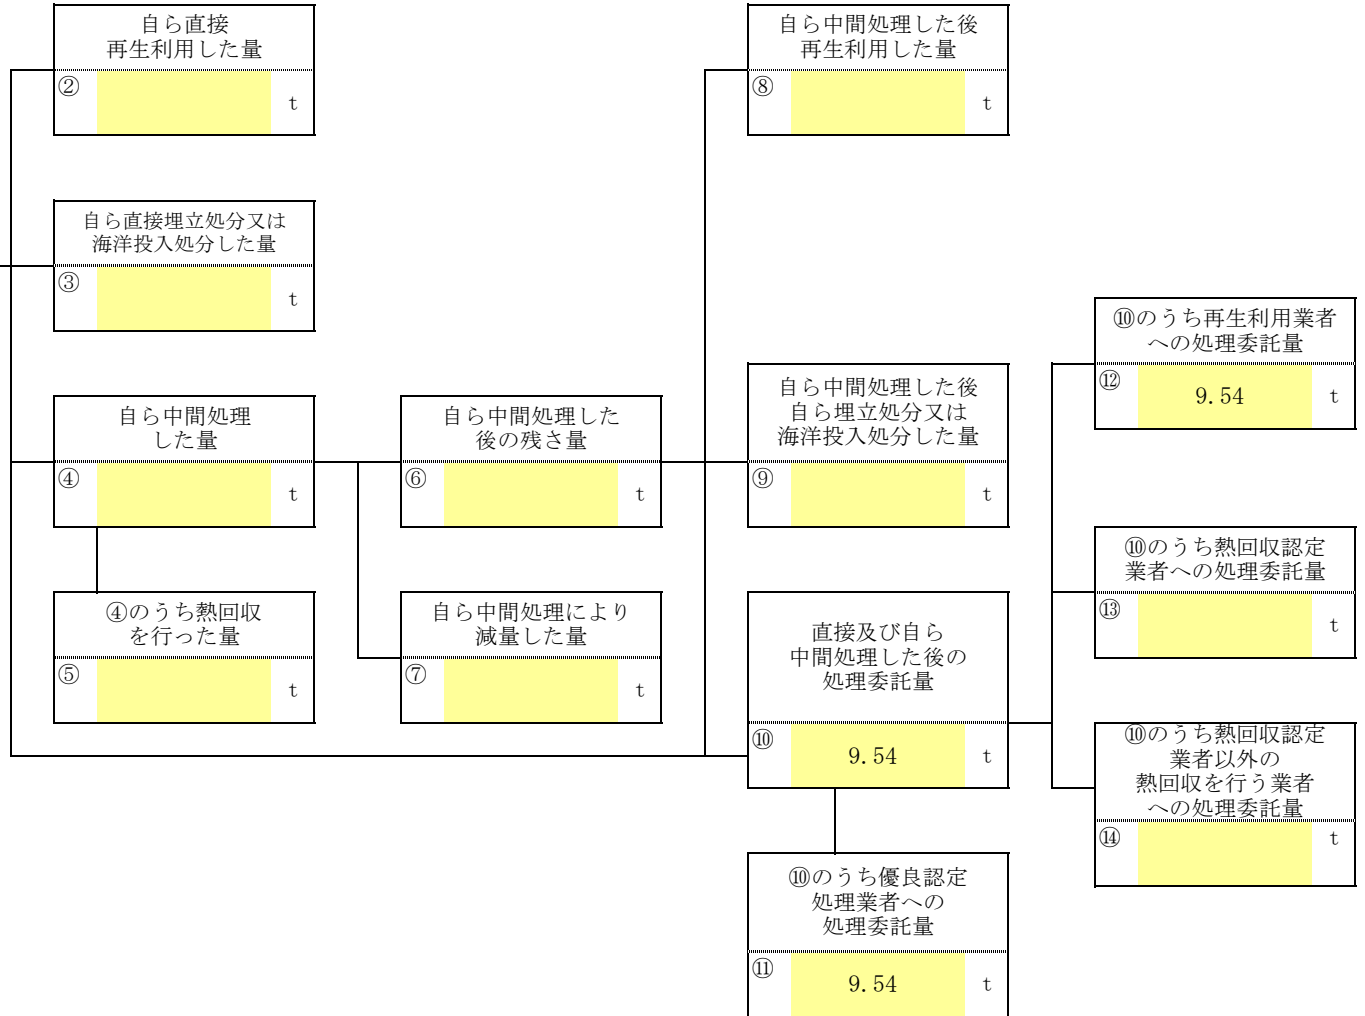 自ら直接
再生利用した量
②
t
自ら中間処理した後
再生利用した量
⑧
t
自ら直接埋立処分又は
海洋投入処分した量
③
t
⑩のうち再生利用業者
への処理委託量
⑫
9.54
t
自ら中間処理
した量
④
t
自ら中間処理した
後の残さ量
⑥
t
自ら中間処理した後
自ら埋立処分又は
海洋投入処分した量
⑨
t
⑩のうち熱回収認定
業者への処理委託量
⑬
t
④のうち熱回収
を行った量
⑤
t
自ら中間処理により
減量した量
⑦
t
直接及び自ら
中間処理した後の
処理委託量
⑩
9.54
t
⑩のうち熱回収認定
業者以外の
熱回収を行う業者
への処理委託量
⑭
t
⑩のうち優良認定
処理業者への
処理委託量
⑪
9.54
t